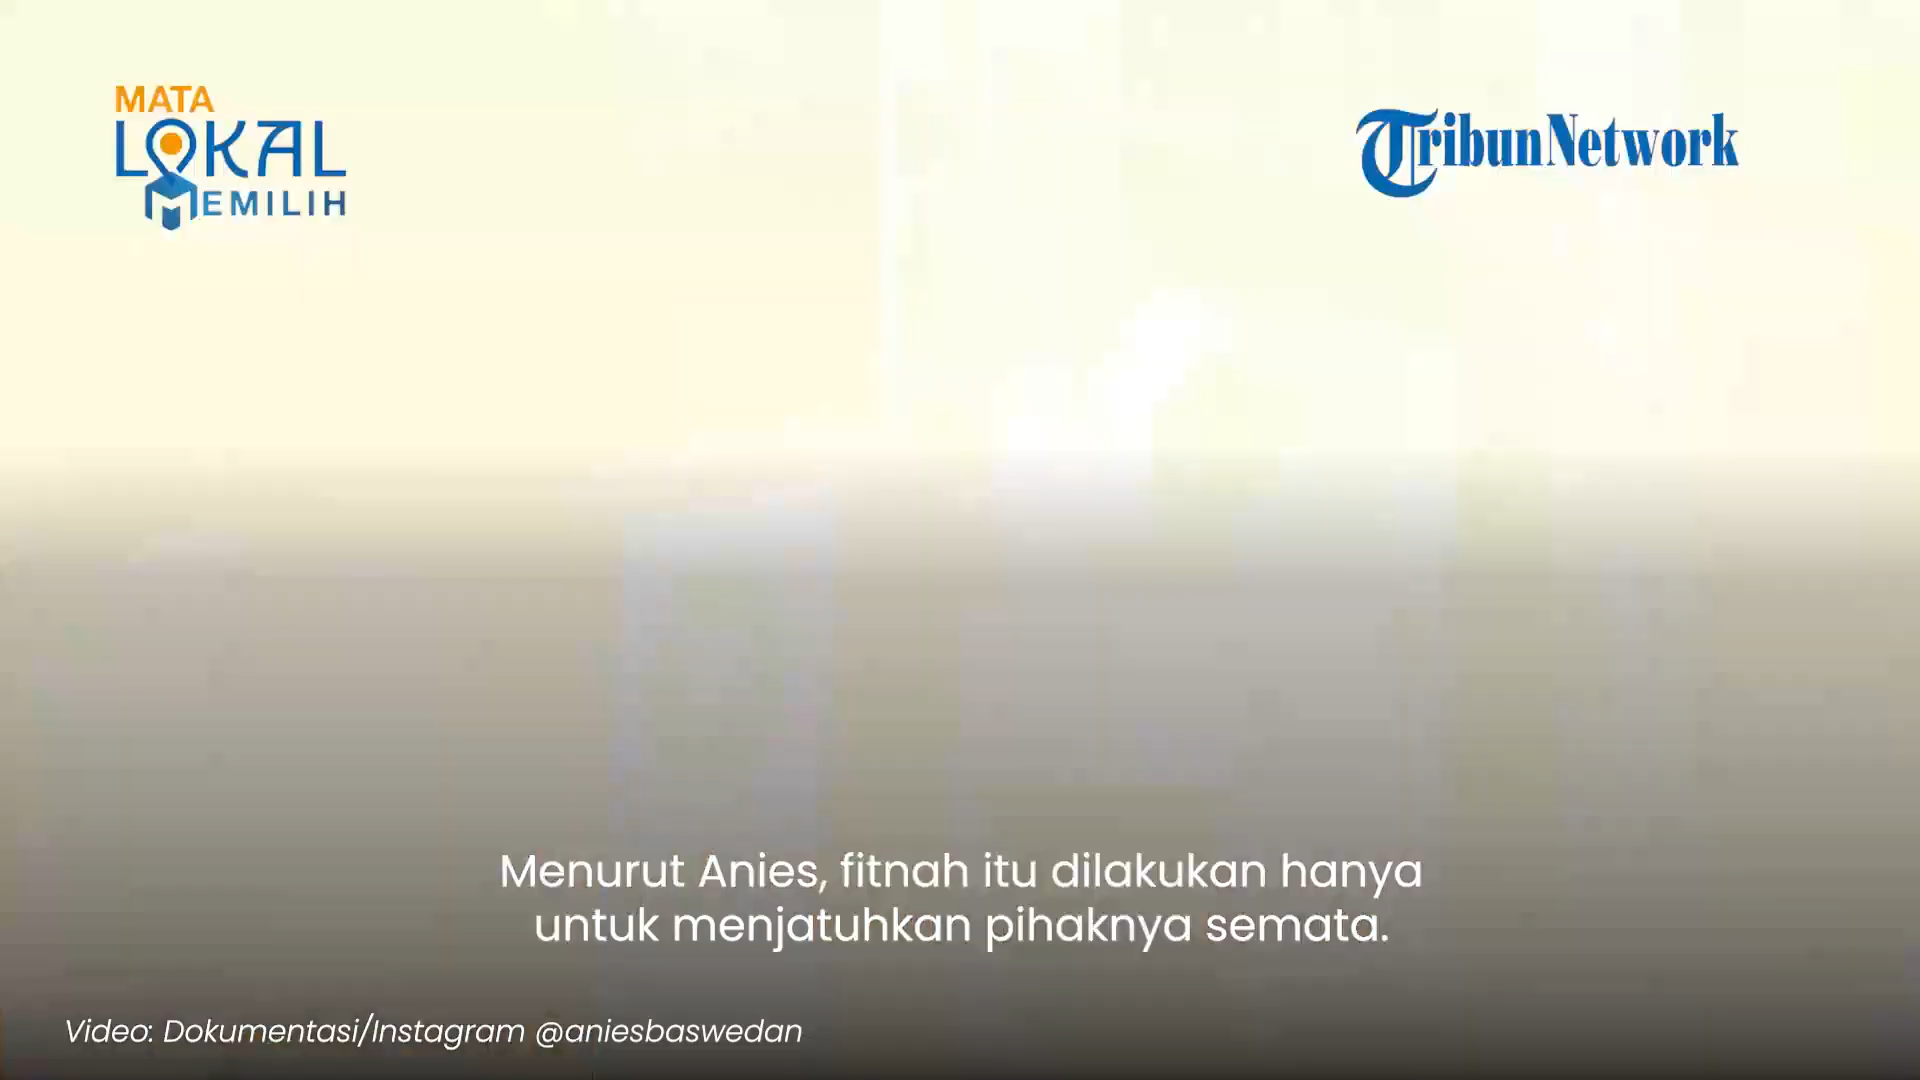 MATA
LOKAL
MEMILIH
TribunNetwork
Menurut Anies, fitnah itu dilakukan hanya
untuk menjatuhkan pihaknya semata.
Video: Dokumentasi/Instagram @aniesbaswedan